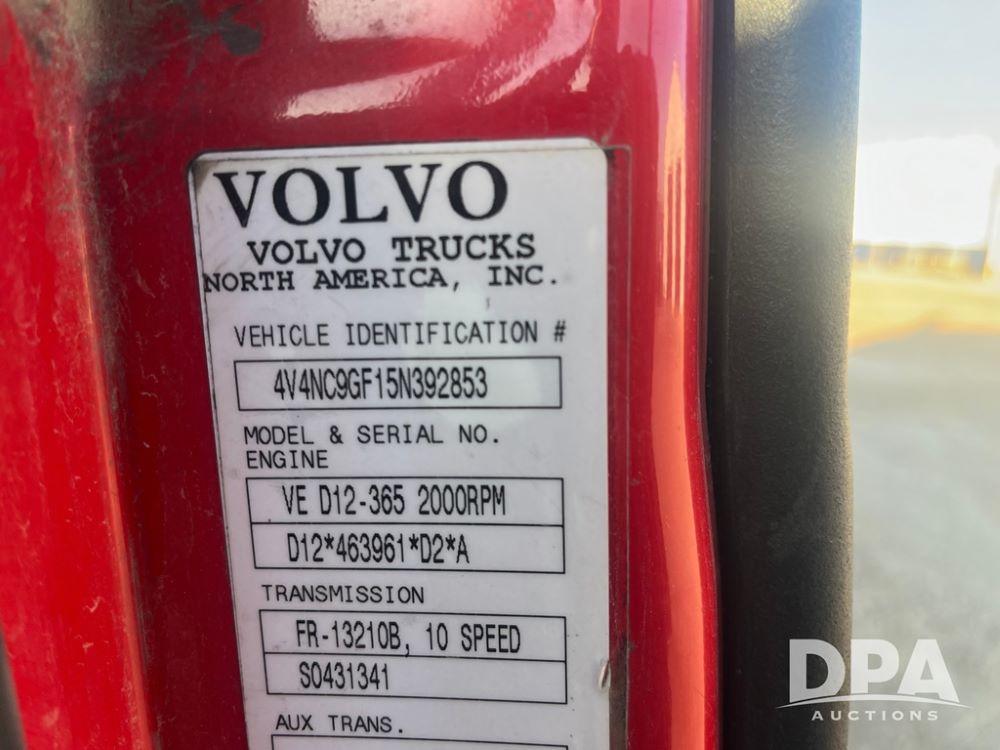 VOLVO
VOLVO TRUCKS
NORTH AMERICA, INC.
VEHICLE IDENTIFICATION #
4V4NC9GF15N392853
MODEL & SERIAL NO.
ENGINE
VE D12-365 2000RPM
D12*463961*D2*A
TRANSMISSION
FR-13210B, 10 SPEED
S0431341
AUX TRANS.
DPA
AUCTIONS